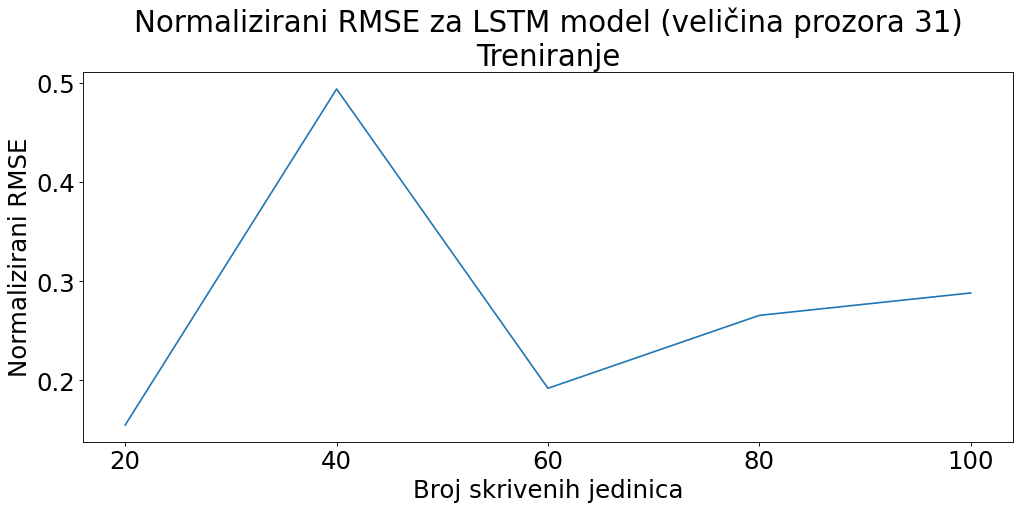 Normalizirani RMSE za LSTM model (veličina prozora 31)
Treniranje
Normalizirani RMSE
0.5
0.4
0.3
0.2
20 40 60 80 100
Broj skrivenih jedinica